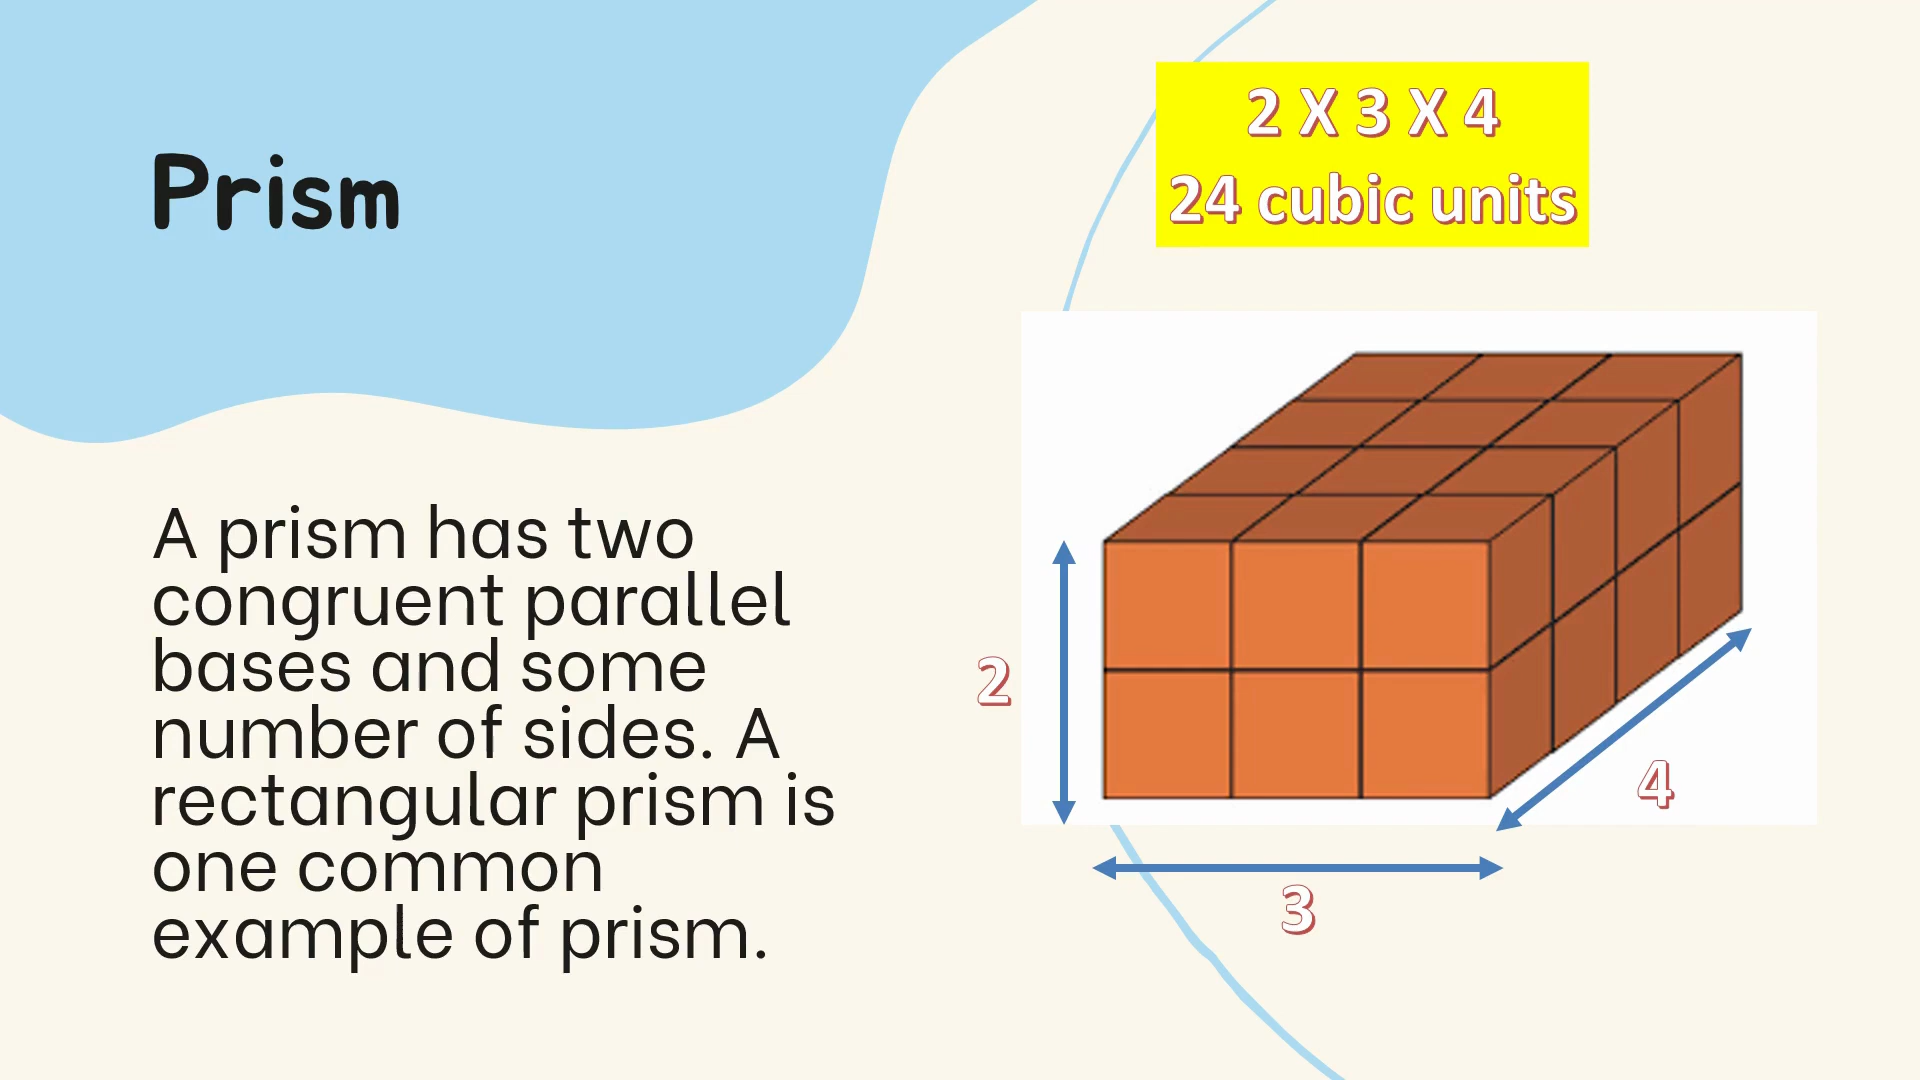 Prism
A prism has two
congruent parallel
bases and some
number of sides. A
rectangular prism is
one common
example of prism.
2 X 3 X 4
24 cubic units
2
4
3